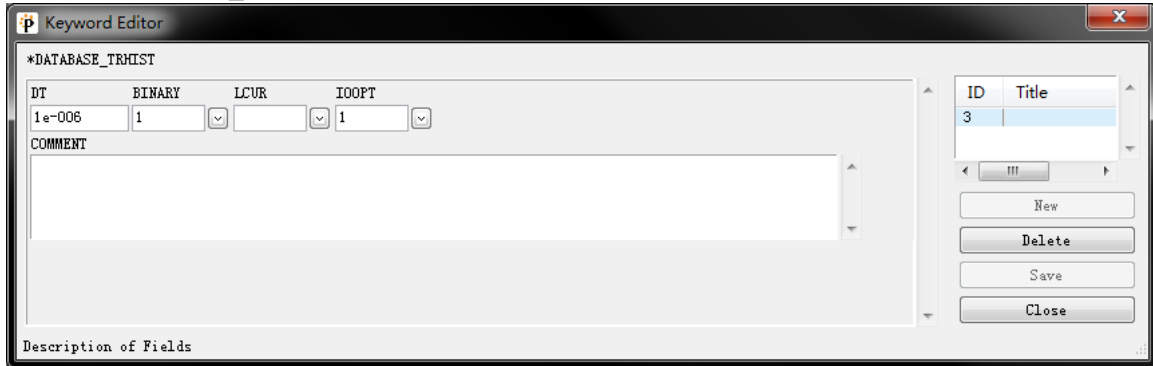 Keyword Editor
*DATABASE_TRHIST
DT BINARY LCUR IOOPT
1e-006 1 1
COMMENT
ID Title
3
New
Delete
Save
Close
Description of Fields